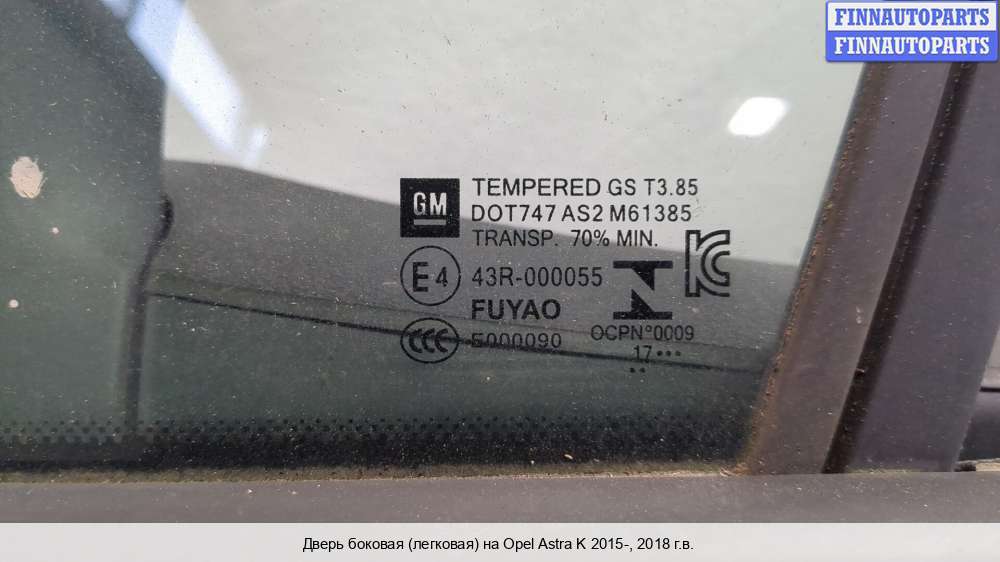 FINNAUTOPARTS
FINNAUTOPARTS
GM
TEMPERED GS T3.85
DOT747 AS2 M61385
TRANSP. 70% MIN.
E4 43R-000055
FUYAO
CCC E000090
OCPN°0009
17•••
••
Дверь боковая (легковая) на Opel Astra K 2015-, 2018 г.в.